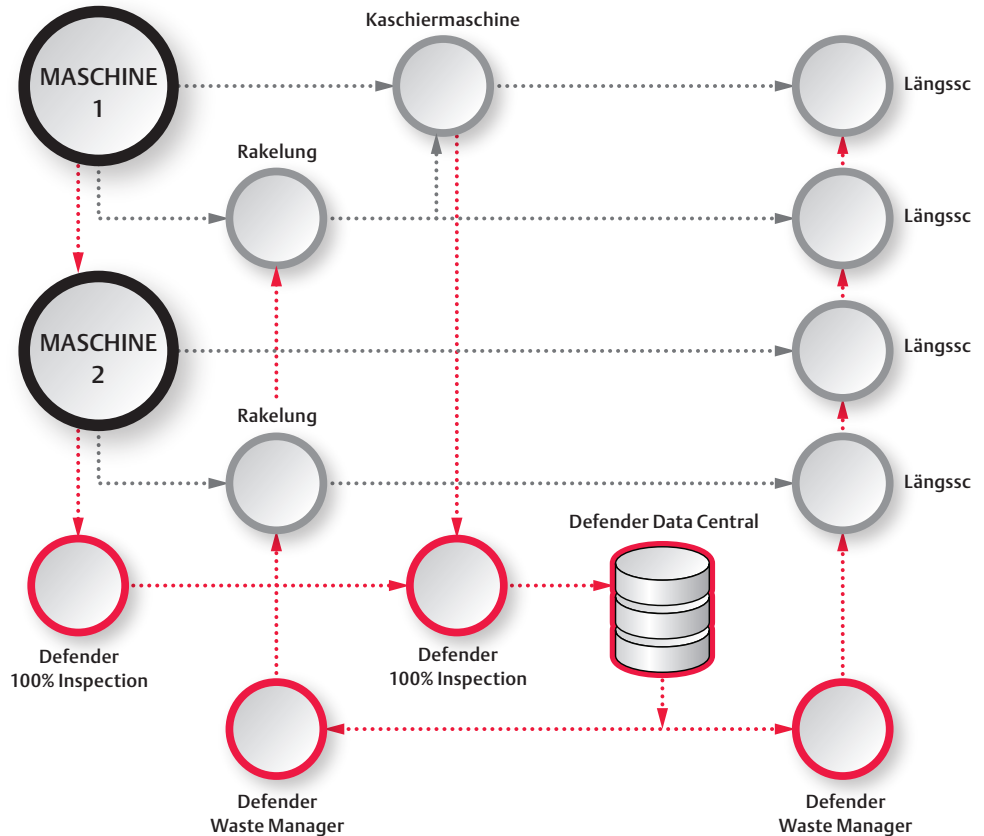 Kaschiermaschine
MASCHINE
1
Längssc
Rakelung
Längssc
MASCHINE
2
Längssc
Rakelung
Längssc
Defender Data Central
Defender
100% Inspection
Defender
100% Inspection
Defender
Waste Manager
Defender
Waste Manager